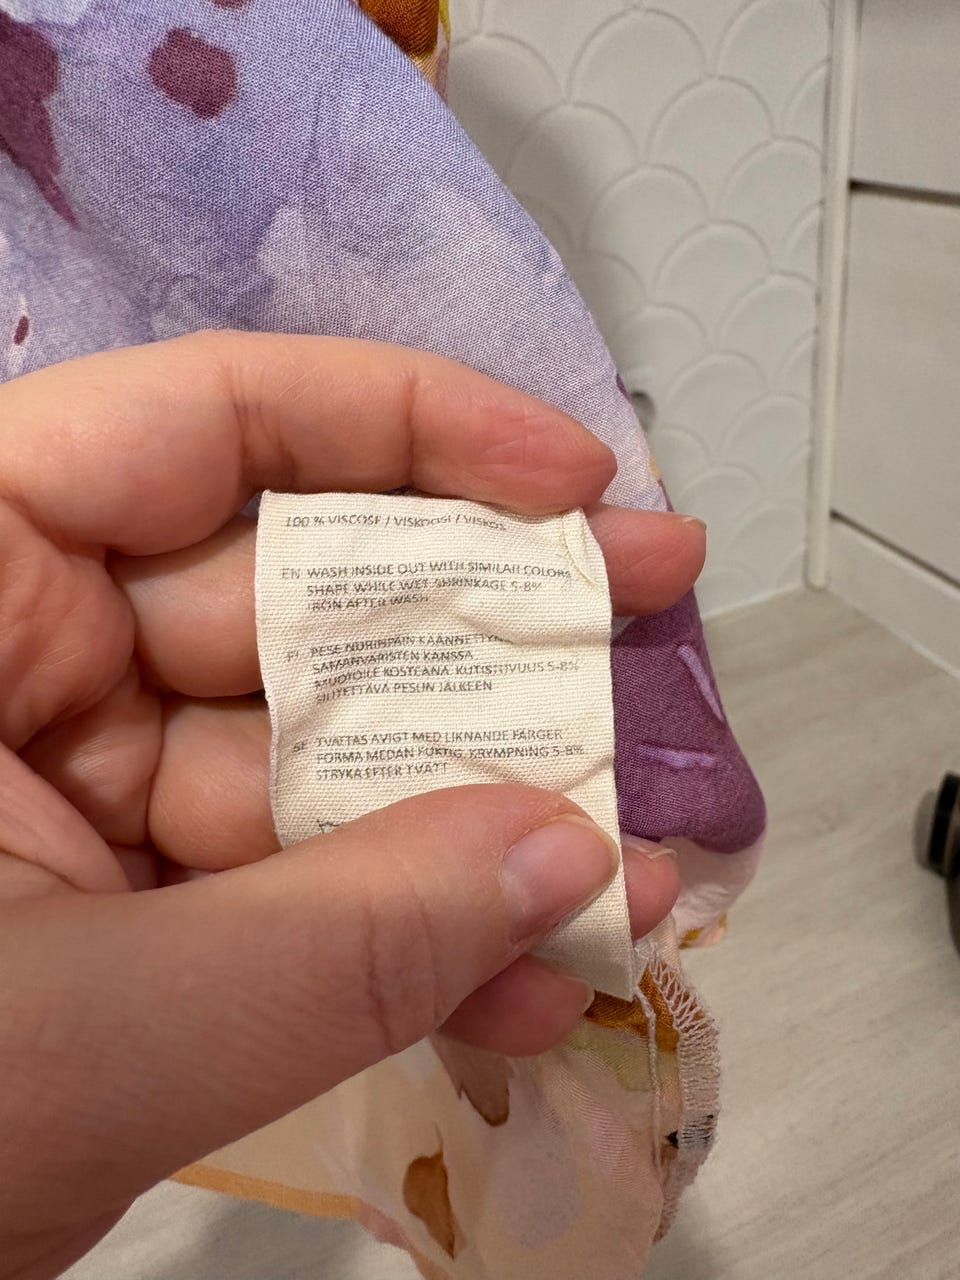 100 % VISCOSE / VISKOOSI / VISKOS
EN WASH INSIDE OUT WITH SIMILAR COLORS
SHAPE WHILE WET SHRINKAGE 5-8%
IRON AFTER WASH
FI PESE NURINPÄIN KÄÄNNETTYNÄ
SAMANVÄRISTEN KANSSA
MUOTOILE KOSTEANA. KUTISTUVUUS 5-8%
SILITETTÄVÄ PESUN JÄLKEEN
SE TVÄTTAS AVIGT MED LIKNANDE FÄRGER
FORMA MEDAN FUKTIG. KRYMPNING 5-8%
STRYKA EFTER TVÄTT